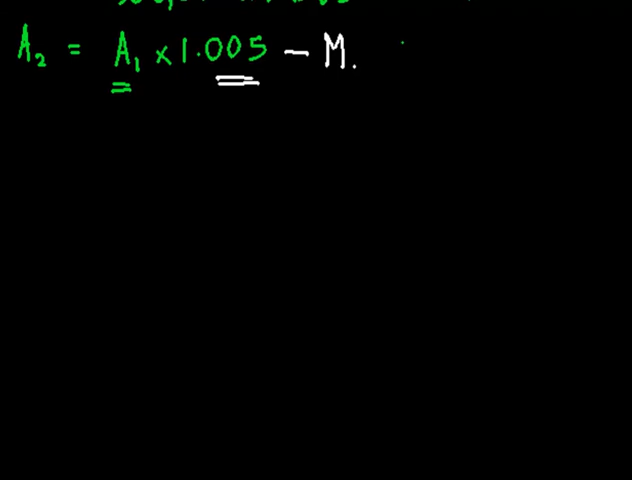 A₂ = A₁ × 1.005 − M.